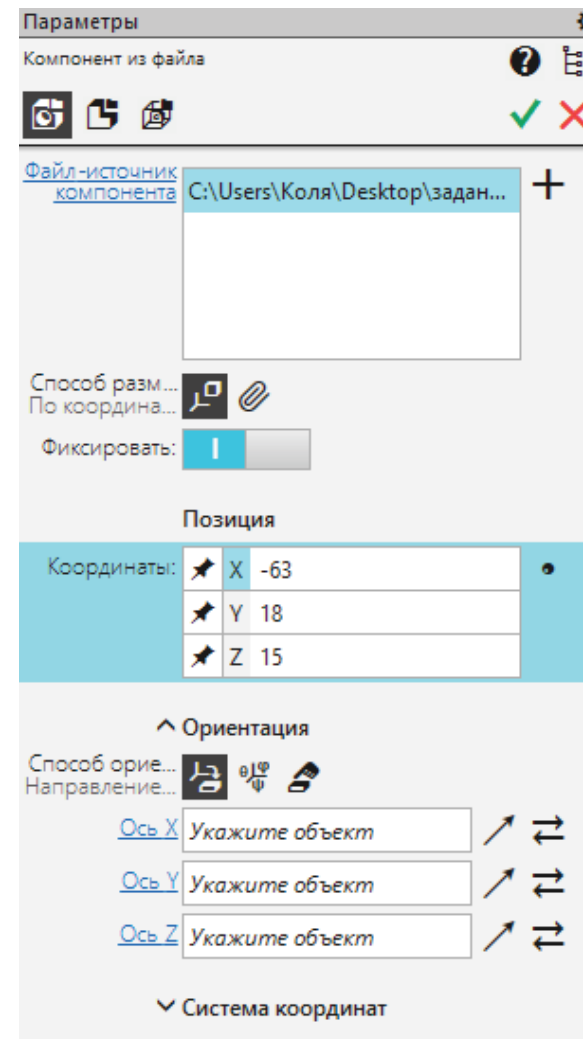 Параметры
Компонент из файла
Файл-источник
компонента
C:\Users\Коля\Desktop\задан...
Способ разм...
По координа...
Фиксировать:
Позиция
Координаты:
X -63
Y 18
Z 15
Ориентация
Способ орие...
Направление...
Ось X Укажите объект
Ось Y Укажите объект
Ось Z Укажите объект
Система координат